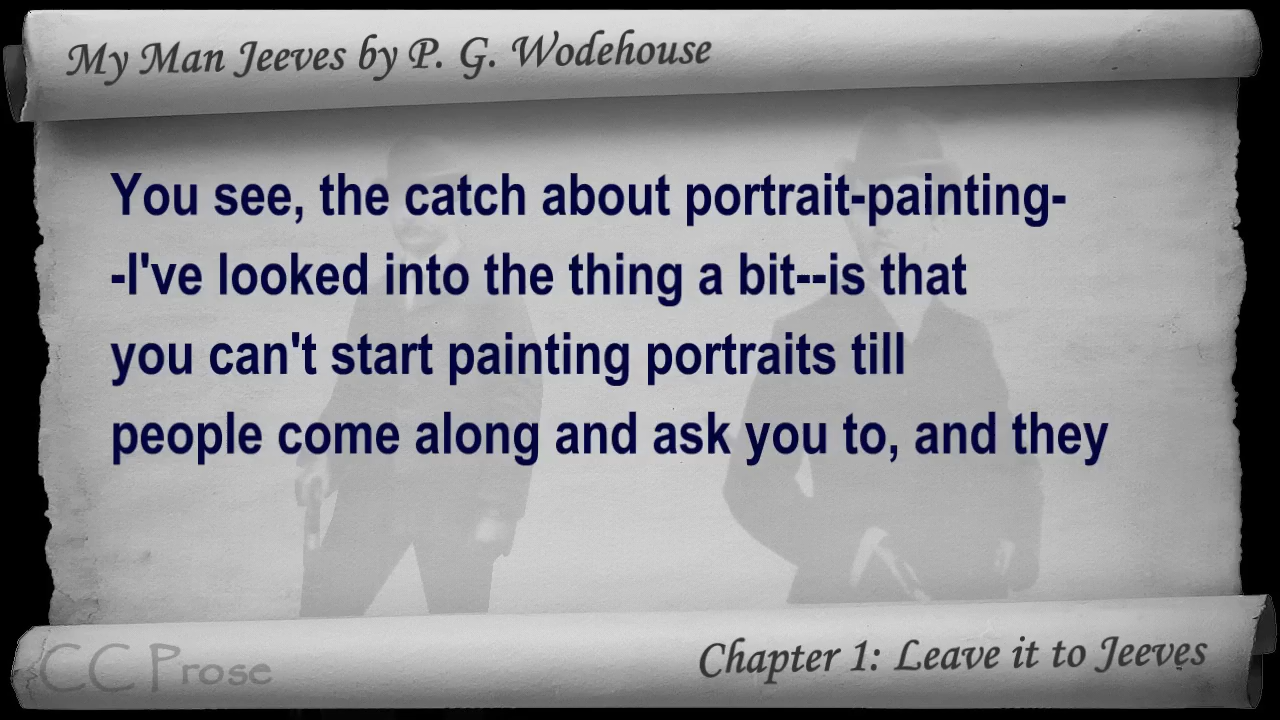 My Man Jeeves by P. G. Wodehouse
You see, the catch about portrait-painting-
-I've looked into the thing a bit--is that
you can't start painting portraits till
people come along and ask you to, and they
CC Prose
Chapter 1: Leave it to Jeeves